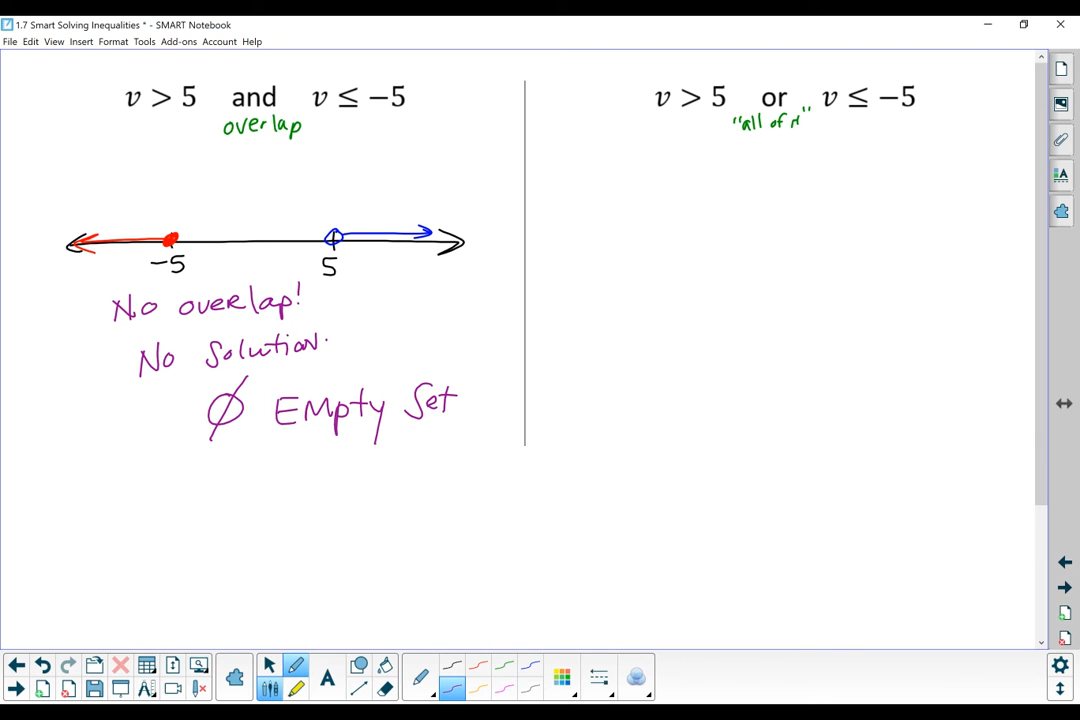 1.7 Smart Solving Inequalities * - SMART Notebook
File Edit View Insert Format Tools Add-ons Account Help
v > 5 and v ≤ −5
overlap
−5 5
No overlap!
No Solution.
∅ Empty Set
v > 5 or v ≤ −5
"all of it"
A